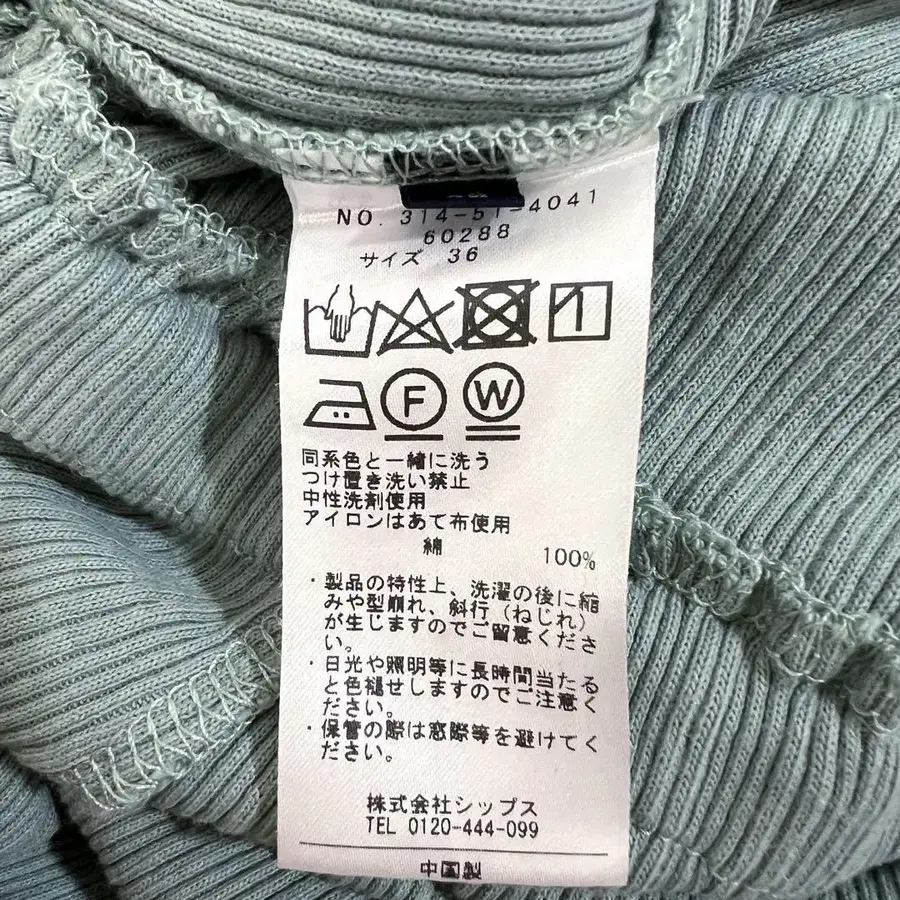 NO. 314-51-4041
60288
サイズ 36
F
W
同系色と一緒に洗う
つけ置き洗い禁止
中性洗剤使用
アイロンはあて布使用
綿 100%
・製品の特性上、洗濯の後に縮
みや型崩れ、斜行（ねじれ）
が生じますのでご留意くださ
い。
・日光や照明等に長時間当たる
と色褪せしますのでご注意く
ださい。
・保管の際は窓際等を避けてく
ださい。
株式会社シップス
TEL 0120-444-099
中国製